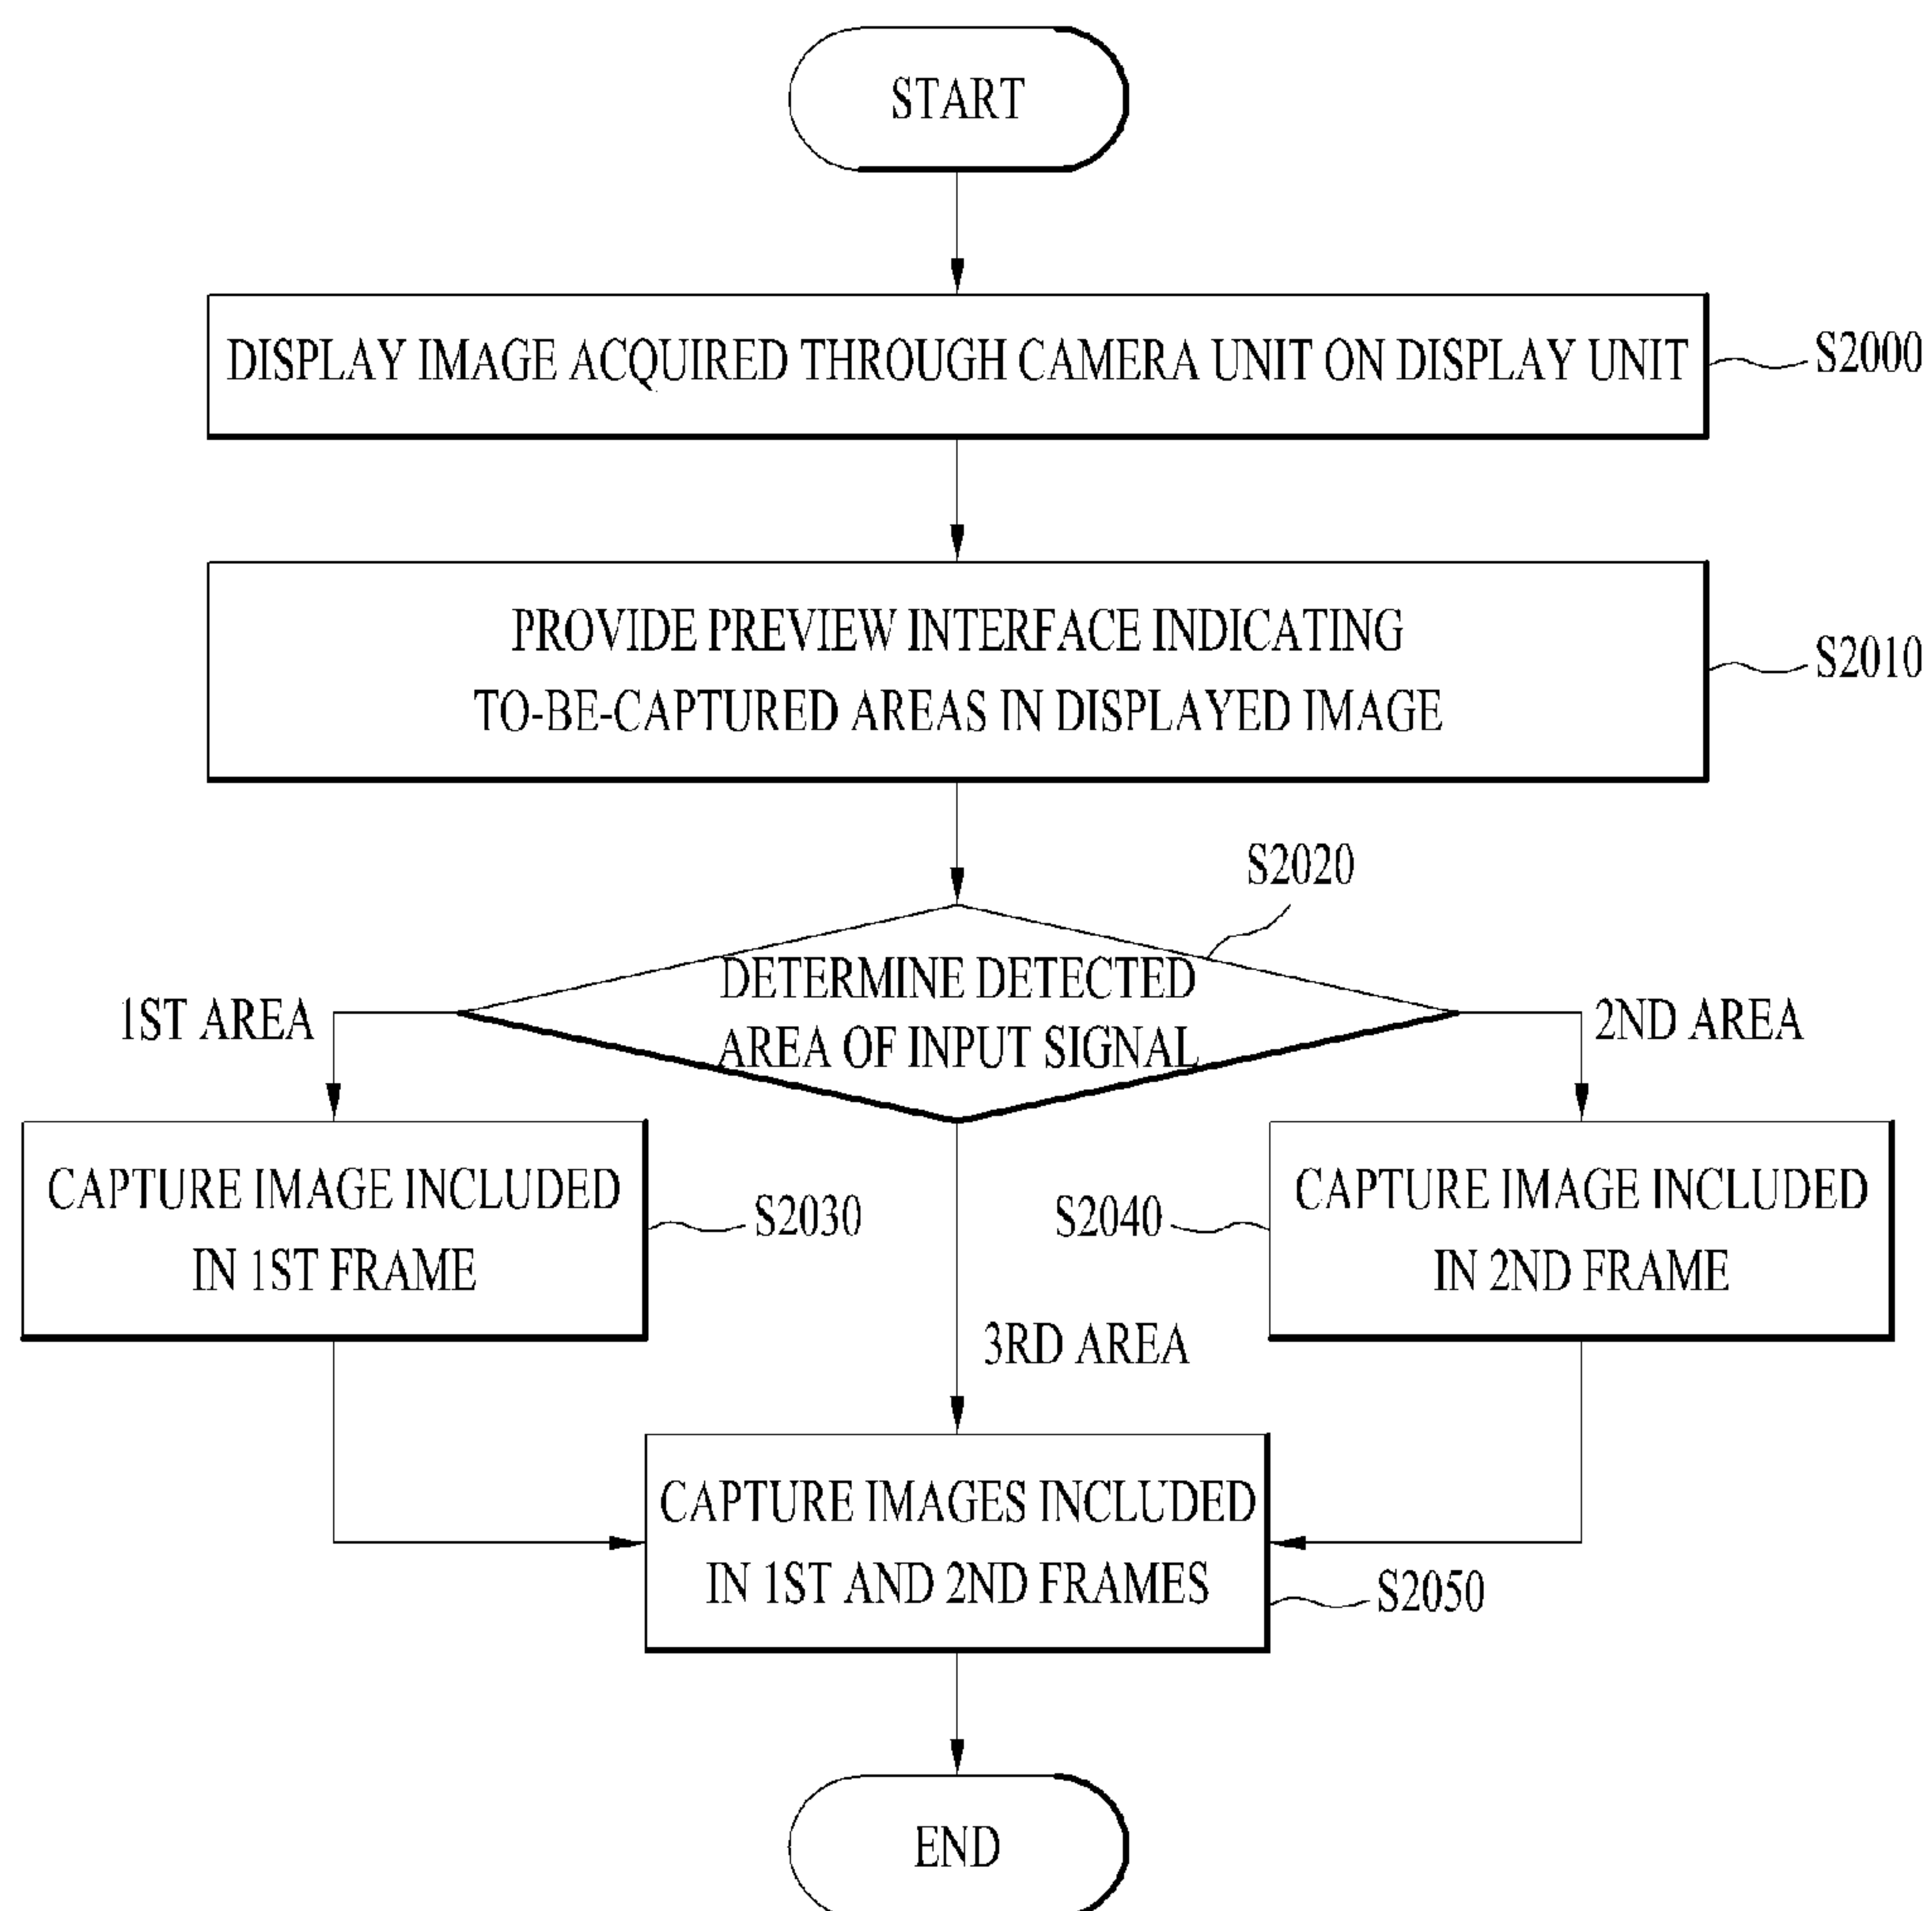 START
DISPLAY IMAGE ACQUIRED THROUGH CAMERA UNIT ON DISPLAY UNIT
S2000
PROVIDE PREVIEW INTERFACE INDICATING
TO-BE-CAPTURED AREAS IN DISPLAYED IMAGE
S2010
S2020
DETERMINE DETECTED
AREA OF INPUT SIGNAL
1ST AREA
2ND AREA
CAPTURE IMAGE INCLUDED
IN 1ST FRAME
S2030
S2040
CAPTURE IMAGE INCLUDED
IN 2ND FRAME
3RD AREA
CAPTURE IMAGES INCLUDED
IN 1ST AND 2ND FRAMES
S2050
END